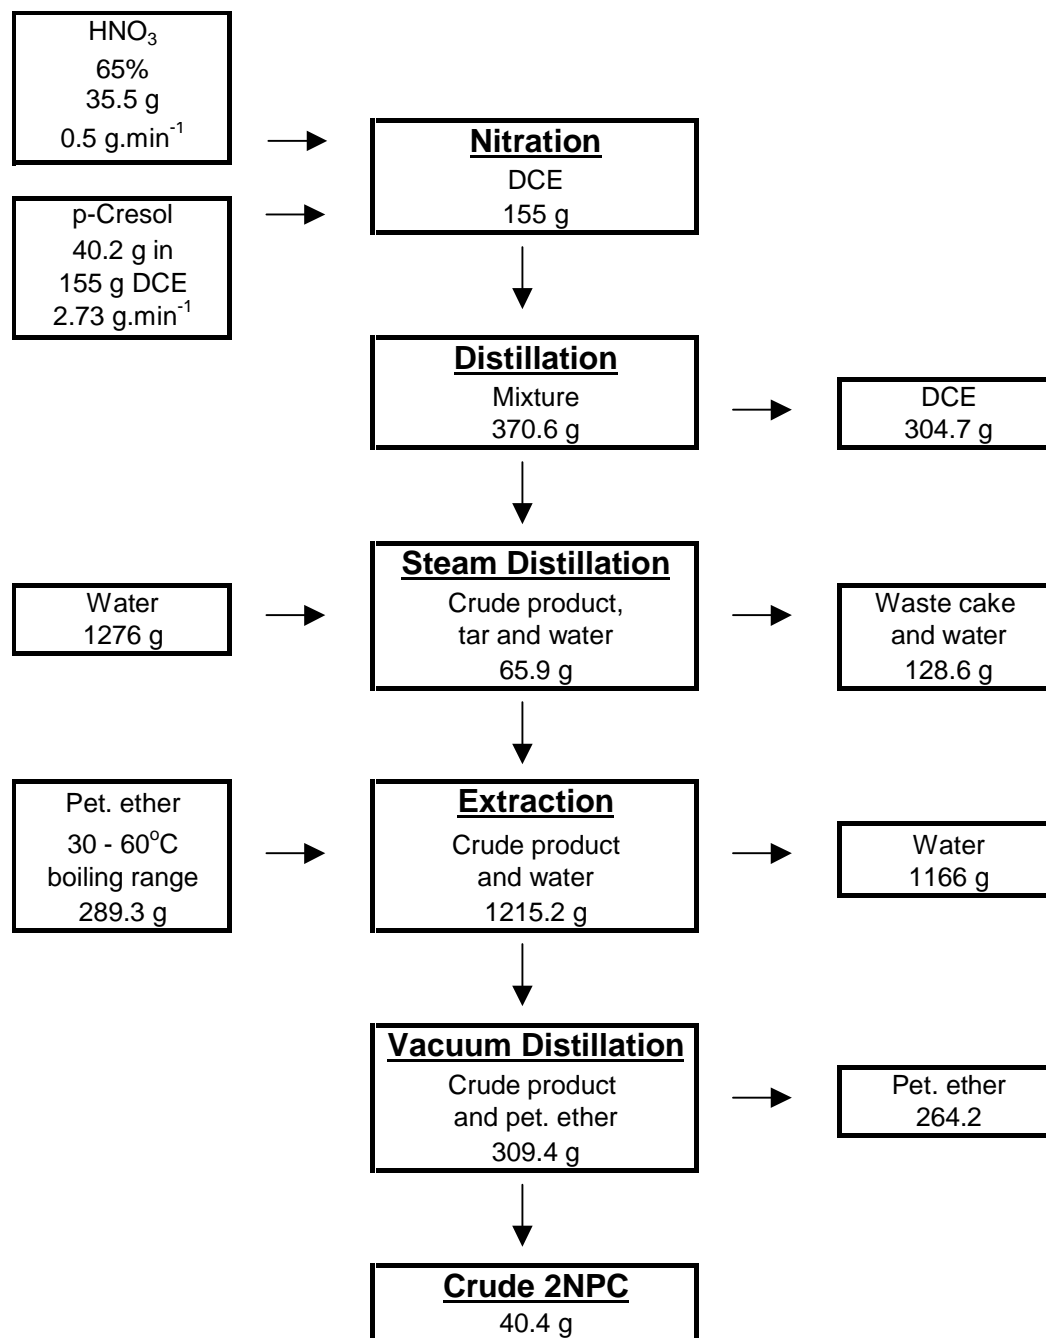 HNO3
65%
35.5 g
0.5 g.min-1
Nitration
DCE
155 g
p-Cresol
40.2 g in
155 g DCE
2.73 g.min-1
Distillation
Mixture
370.6 g
DCE
304.7 g
Water
1276 g
Steam Distillation
Crude product,
tar and water
65.9 g
Waste cake
and water
128.6 g
Pet. ether
30 - 60oC
boiling range
289.3 g
Extraction
Crude product
and water
1215.2 g
Water
1166 g
Vacuum Distillation
Crude product
and pet. ether
309.4 g
Pet. ether
264.2
Crude 2NPC
40.4 g